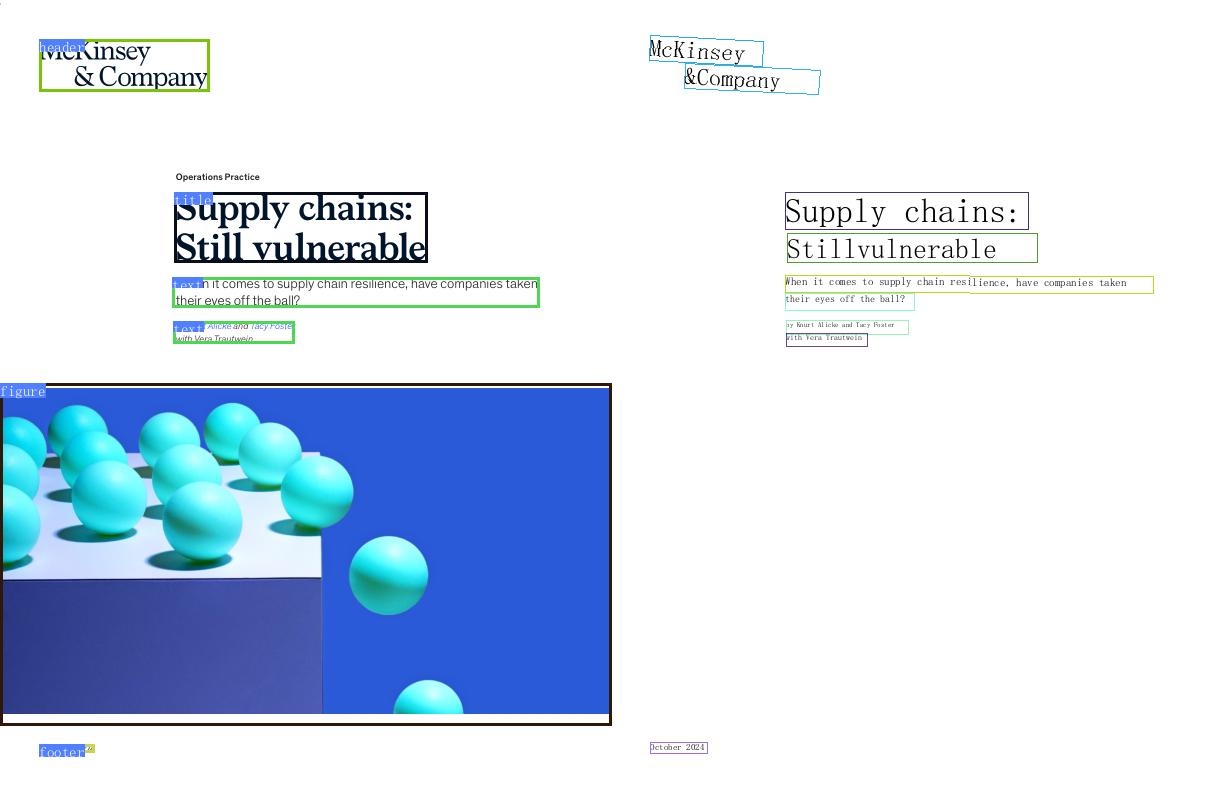 header
McKinsey
& Company
Operations Practice
title
Supply chains:
Still vulnerable
text
n it comes to supply chain resilience, have companies taken
their eyes off the ball?
text
Alicke and Tacy Foster
with Vera Trautwein
figure
footer
McKinsey
&Company
Supply chains:
Stillvulnerable
When it comes to supply chain resilience, have companies taken
their eyes off the ball?
by Knurt Alicke and Tacy Foster
with Vera Trautwein
October 2024